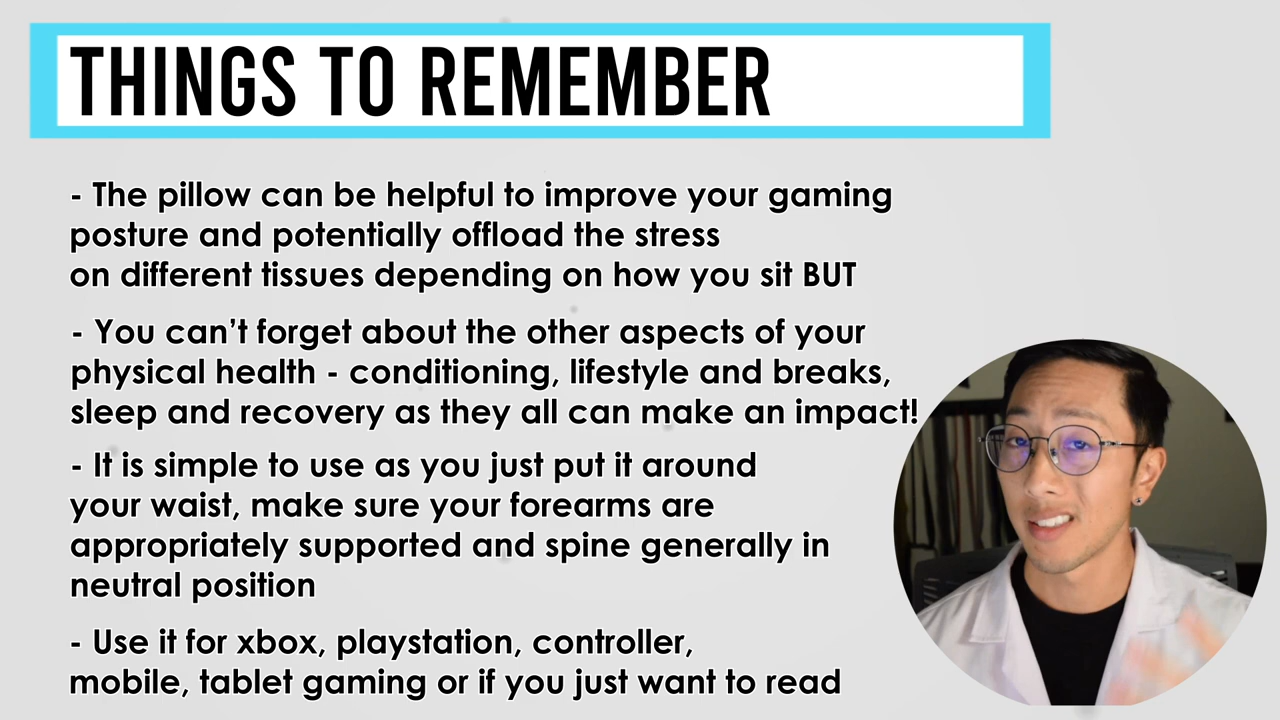 THINGS TO REMEMBER
- The pillow can be helpful to improve your gaming
posture and potentially offload the stress
on different tissues depending on how you sit BUT
- You can’t forget about the other aspects of your
physical health - conditioning, lifestyle and breaks,
sleep and recovery as they all can make an impact!
- It is simple to use as you just put it around
your waist, make sure your forearms are
appropriately supported and spine generally in
neutral position
- Use it for xbox, playstation, controller,
mobile, tablet gaming or if you just want to read